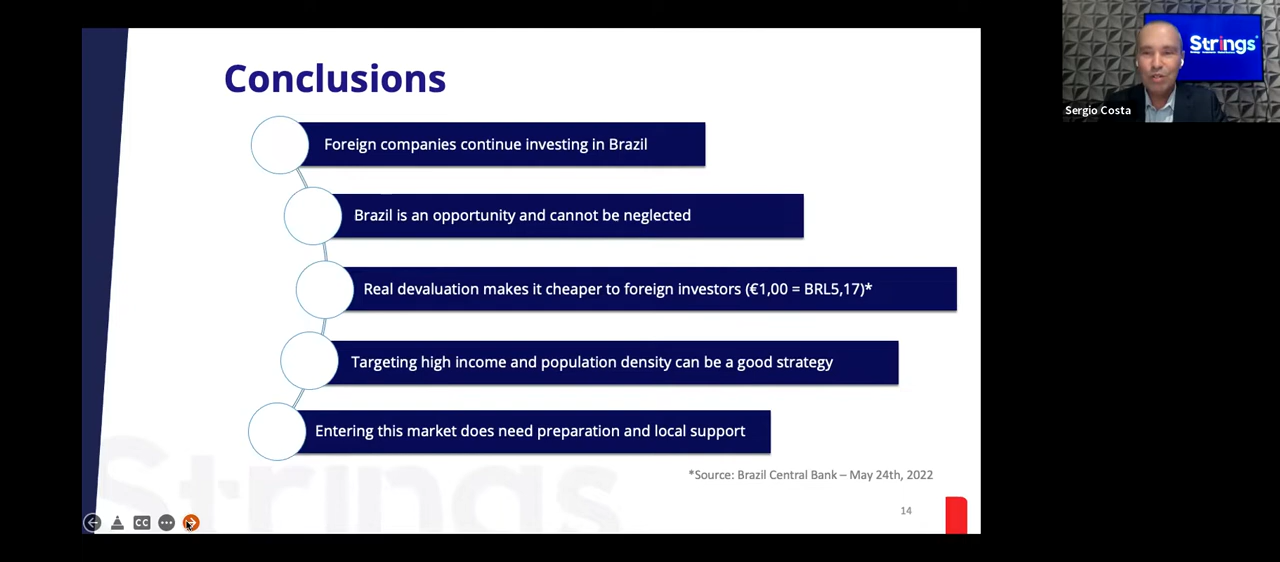 Conclusions
Foreign companies continue investing in Brazil
Brazil is an opportunity and cannot be neglected
Real devaluation makes it cheaper to foreign investors (€1,00 = BRL5,17)*
Targeting high income and population density can be a good strategy
Entering this market does need preparation and local support
*Source: Brazil Central Bank – May 24th, 2022
14
Strings
CC
Strings
Sergio Costa